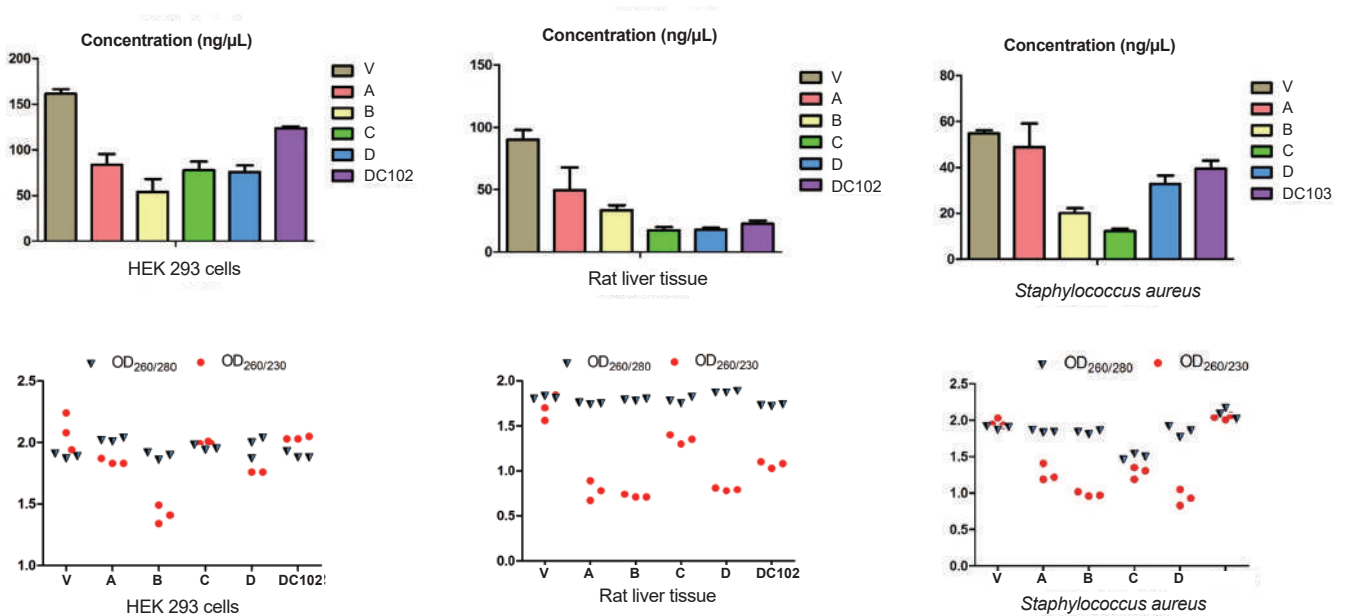 Concentration (ng/µL)
200
150
100
50
0
V
A
B
C
D
DC102
HEK 293 cells
Concentration (ng/µL)
150
100
50
0
V
A
B
C
D
DC102
Rat liver tissue
Concentration (ng/µL)
80
60
40
20
0
V
A
B
C
D
DC103
Staphylococcus aureus
OD260/280 OD260/230
2.5
2.0
1.5
1.0
V A B C D DC102
HEK 293 cells
OD260/280 OD260/230
2.0
1.5
1.0
0.5
0.0
V A B C D DC102
Rat liver tissue
OD260/280 OD260/230
2.5
2.0
1.5
1.0
0.5
0.0
V A B C D
Staphylococcus aureus